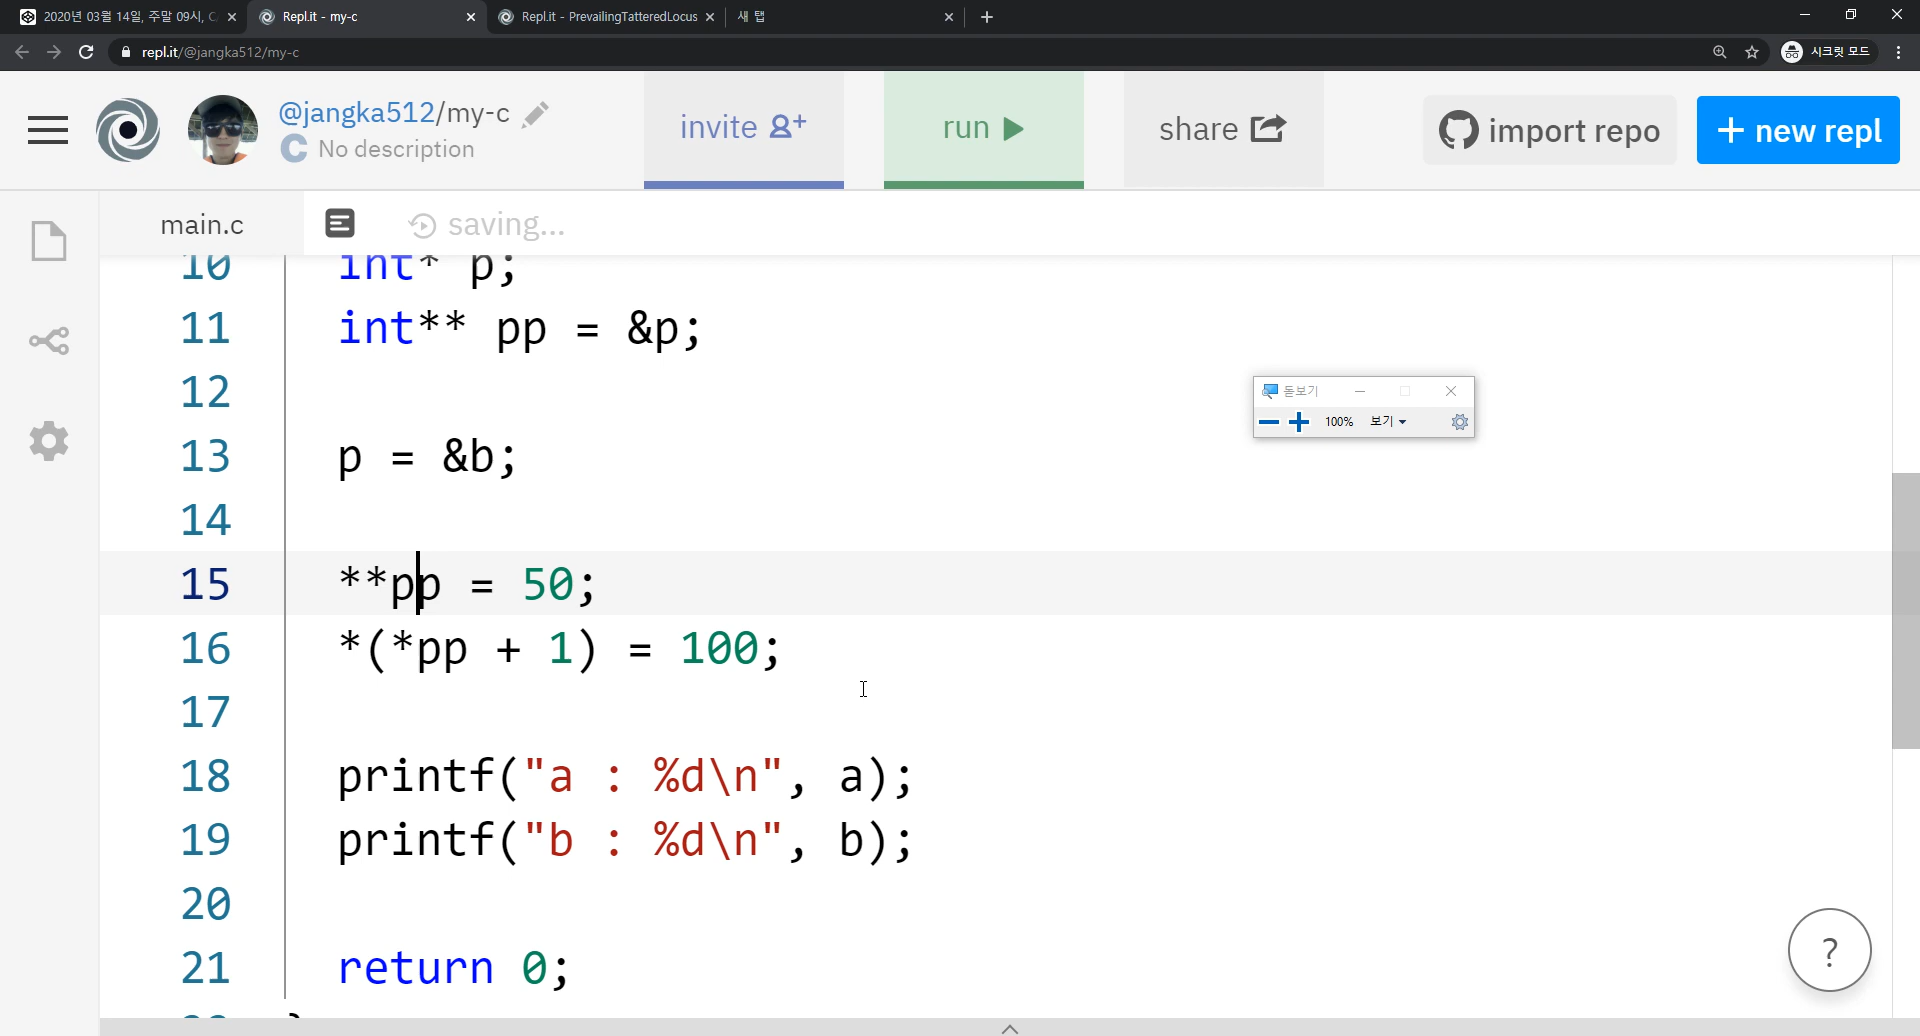 2020년 03월 14일, 주말 09시, C/
Repl.it - my-c
Repl.it - PrevailingTatteredLocus
새 탭
repl.it/@jangka512/my-c
시크릿 모드
@jangka512/my-c
No description
invite
run
share
import repo
+ new repl
main.c
saving...
10 int* p;
11 int** pp = &p;
12
13 p = &b;
14
15 **pp = 50;
16 *(*pp + 1) = 100;
17
18 printf("a : %d\n", a);
19 printf("b : %d\n", b);
20
21 return 0;
돋보기
100% 보기
?